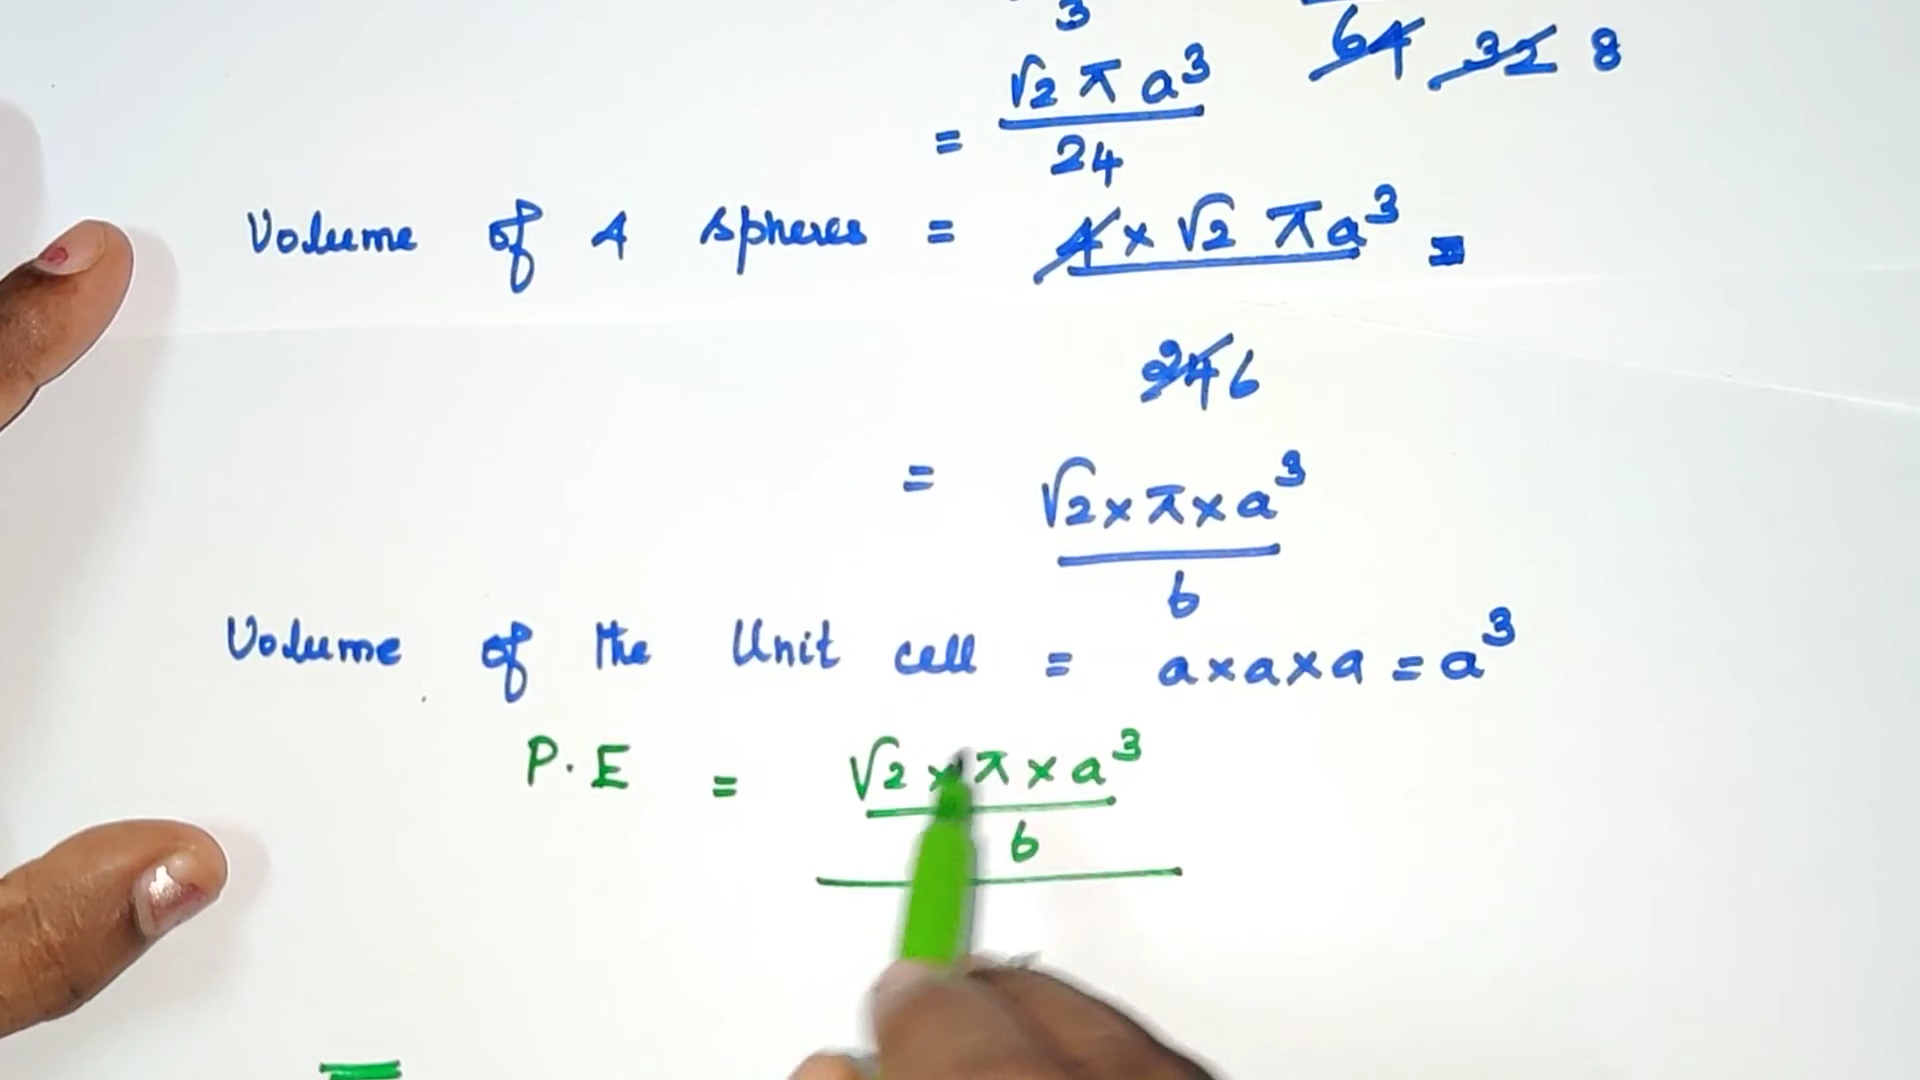 3
64 32 8
√2 π a³
= 24
Volume of 4 spheres = 4 × √2 π a³ =
24 6
= √2 × π × a³
6
Volume of the Unit cell = a × a × a = a³
P.E = √2 × π × a³
6